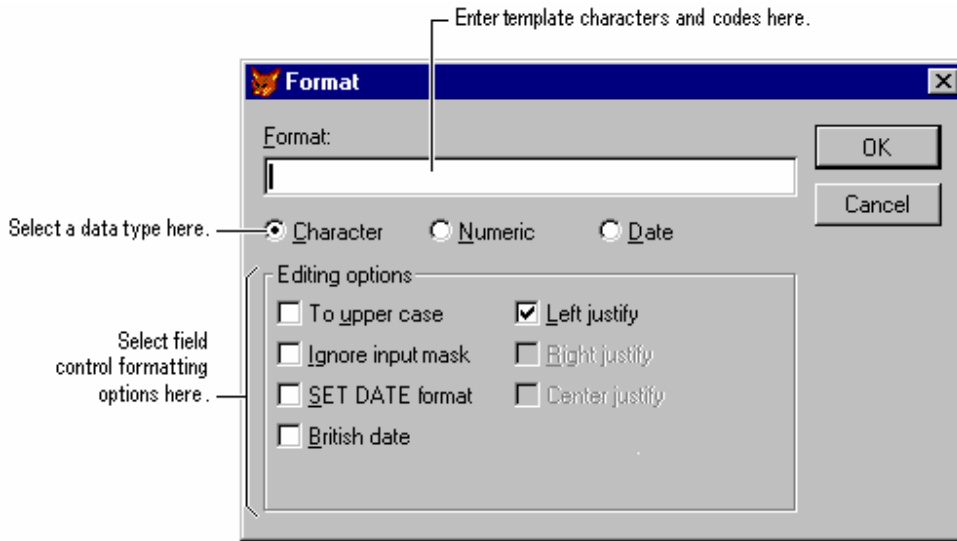 Enter template characters and codes here.
Format
Format:
OK
Cancel
Select a data type here.
Character Numeric Date
Editing options
To upper case Left justify
Ignore input mask Right justify
SET DATE format Center justify
British date
Select field
control formatting
options here.